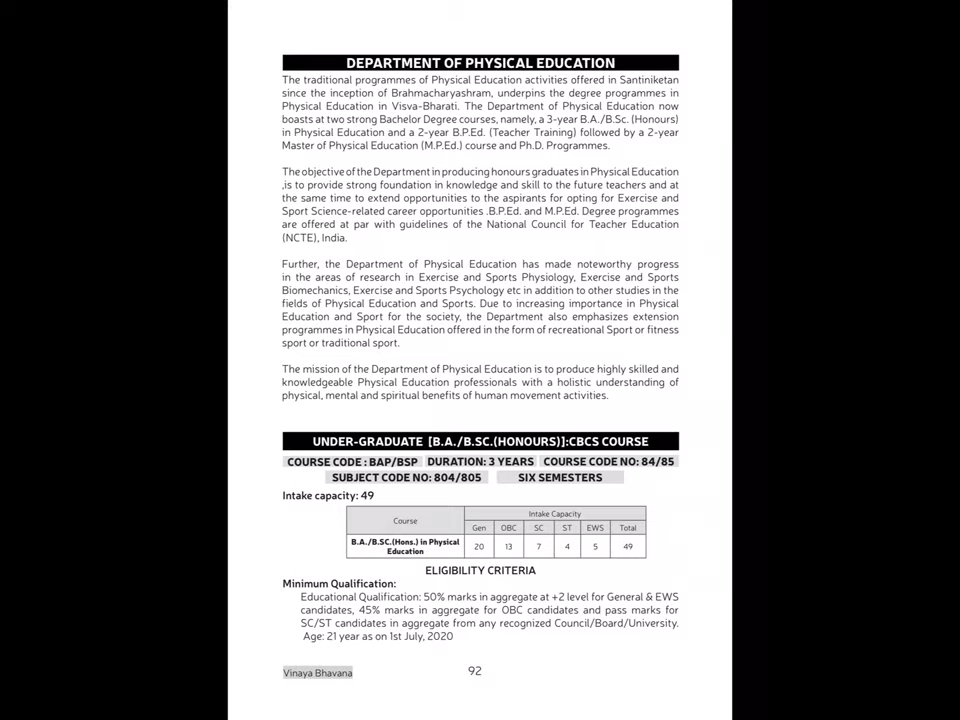 DEPARTMENT OF PHYSICAL EDUCATION
The traditional programmes of Physical Education activities offered in Santiniketan
since the inception of Brahmacharyashram, underpins the degree programmes in
Physical Education in Visva-Bharati. The Department of Physical Education now
boasts at two strong Bachelor Degree courses, namely, a 3-year B.A./B.Sc. (Honours)
in Physical Education and a 2-year B.P.Ed. (Teacher Training) followed by a 2-year
Master of Physical Education (M.P.Ed.) course and Ph.D. Programmes.
The objective of the Department in producing honours graduates in Physical Education
,is to provide strong foundation in knowledge and skill to the future teachers and at
the same time to extend opportunities to the aspirants for opting for Exercise and
Sport Science-related career opportunities .B.P.Ed. and M.P.Ed. Degree programmes
are offered at par with guidelines of the National Council for Teacher Education
(NCTE), India.
Further, the Department of Physical Education has made noteworthy progress
in the areas of research in Exercise and Sports Physiology, Exercise and Sports
Biomechanics, Exercise and Sports Psychology etc in addition to other studies in the
fields of Physical Education and Sports. Due to increasing importance in Physical
Education and Sport for the society, the Department also emphasizes extension
programmes in Physical Education offered in the form of recreational Sport or fitness
sport or traditional sport.
The mission of the Department of Physical Education is to produce highly skilled and
knowledgeable Physical Education professionals with a holistic understanding of
physical, mental and spiritual benefits of human movement activities.
UNDER-GRADUATE [B.A./B.SC.(HONOURS)]:CBCS COURSE
COURSE CODE : BAP/BSP DURATION: 3 YEARS COURSE CODE NO: 84/85
SUBJECT CODE NO: 804/805 SIX SEMESTERS
Intake capacity: 49
Course Intake Capacity
Gen OBC SC ST EWS Total
B.A./B.SC.(Hons.) in Physical
Education 20 13 7 4 5 49
ELIGIBILITY CRITERIA
Minimum Qualification:
Educational Qualification: 50% marks in aggregate at +2 level for General & EWS
candidates, 45% marks in aggregate for OBC candidates and pass marks for
SC/ST candidates in aggregate from any recognized Council/Board/University.
Age: 21 year as on 1st July, 2020
Vinaya Bhavana 92